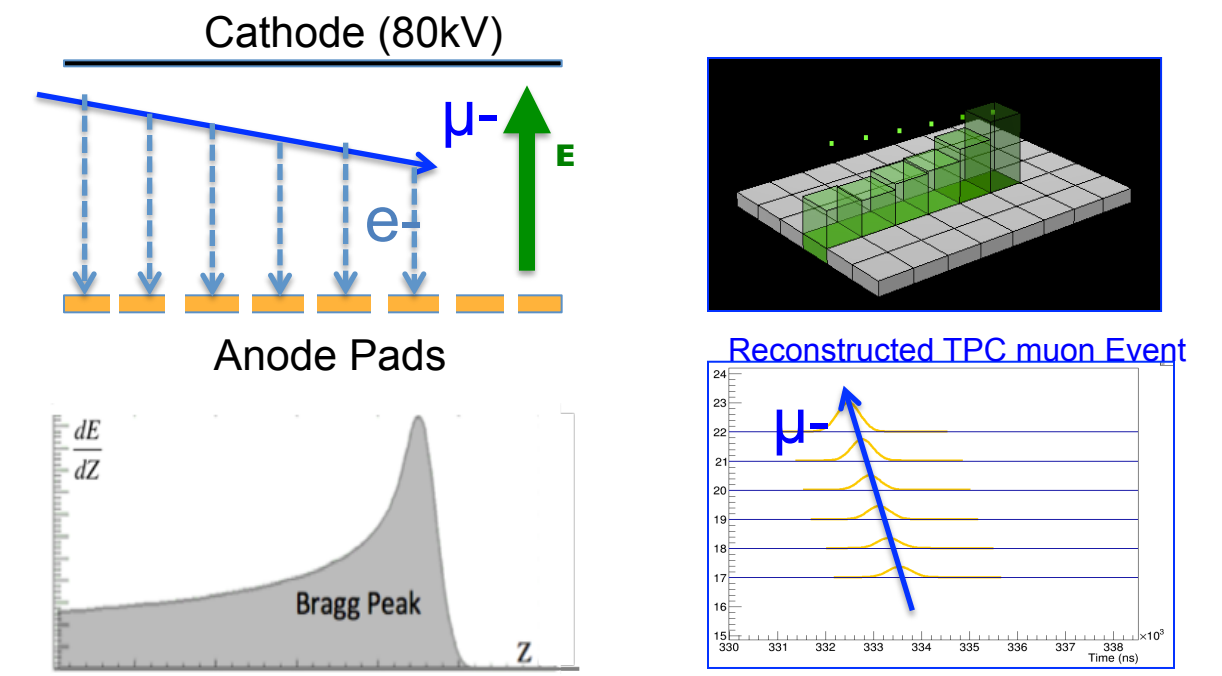 Cathode (80kV)
μ-
E
e-
Anode Pads
Reconstructed TPC muon Event
dE
dZ
Bragg Peak
Z
24
22
21
20
19
18
17
16
15
μ-
330 331 332 333 334 335 336 337 338
×10³
Time (ns)